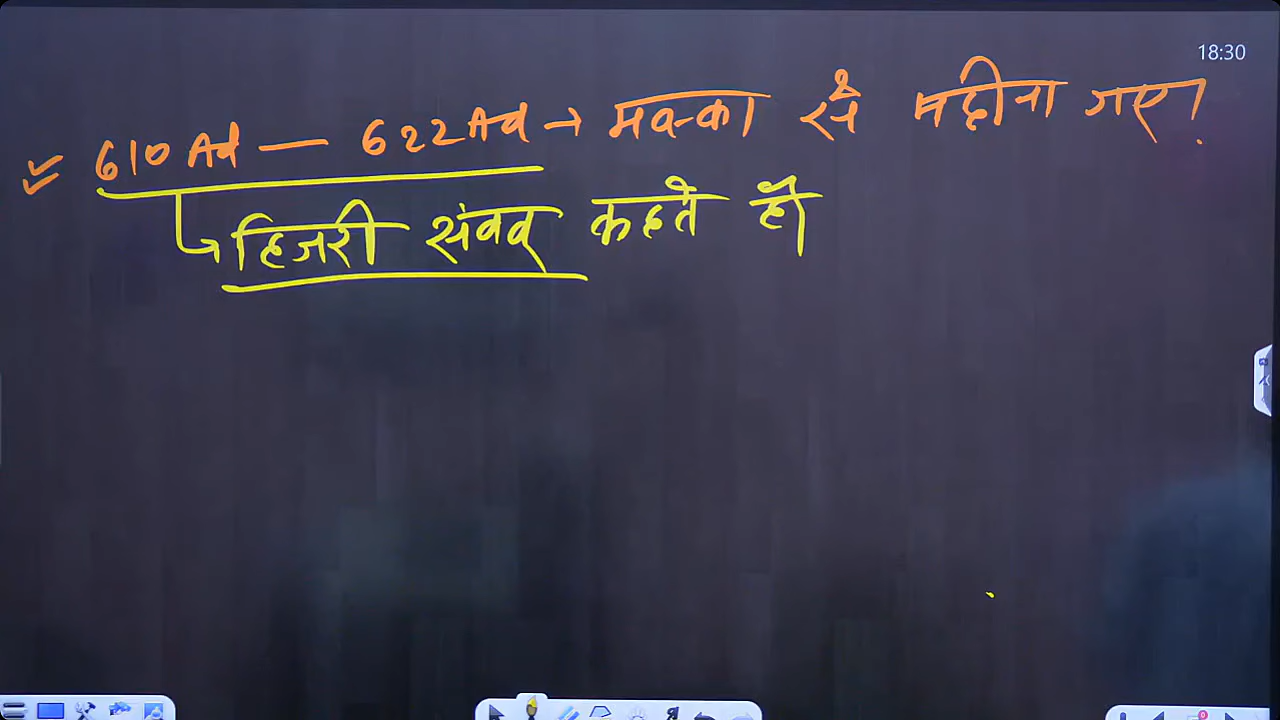 18:30
610 Ad — 622 Ad → मक्का से मदीना गए।
हिजरी संवत् कहते हैं।